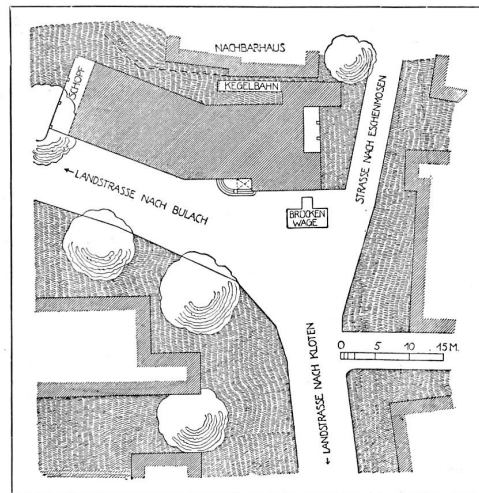 NACHBARHAUS
KEGELBAHN
SCHOPF
STRASSE NACH ESCHENMOSEN
← LANDSTRASSE NACH BULACH
BRÜCKEN
WAGE
0 5 10 15 M.
← LANDSTRASSE NACH KLOTEN